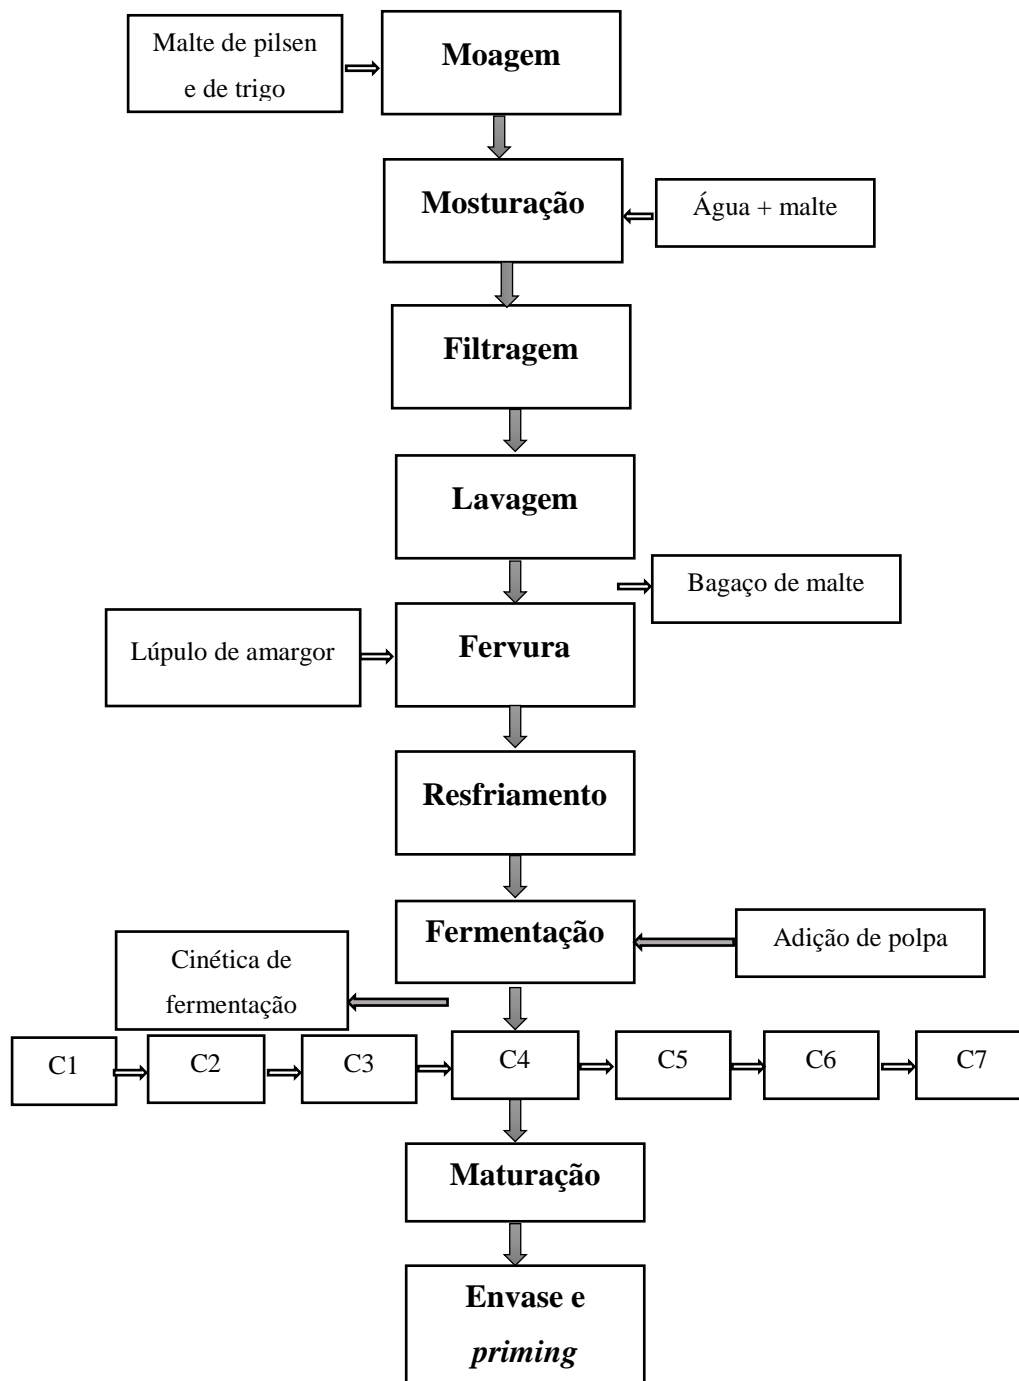 Malte de pilsen
e de trigo
Moagem
Mosturação
Água + malte
Filtragem
Lavagem
Bagaço de malte
Lúpulo de amargor
Fervura
Resfriamento
Fermentação
Adição de polpa
Cinética de
fermentação
C1
C2
C3
C4
C5
C6
C7
Maturação
Envase e
priming